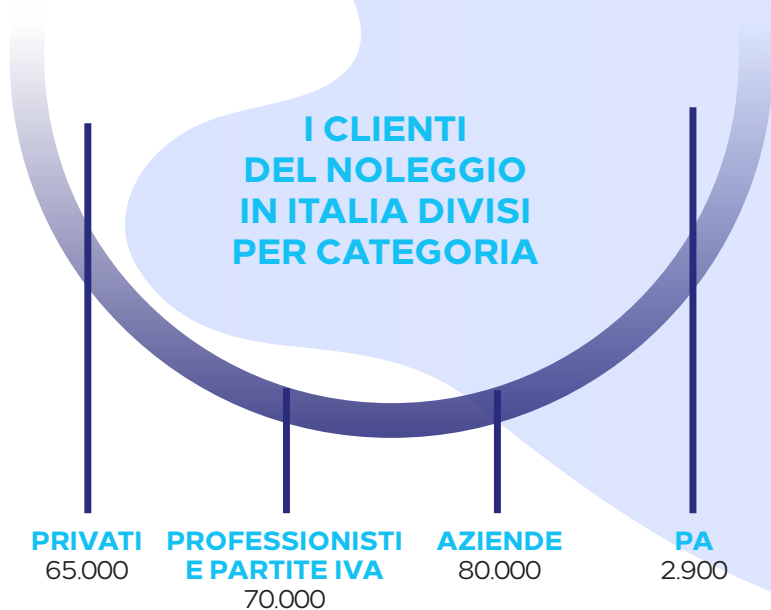 I CLIENTI
DEL NOLEGGIO
IN ITALIA DIVISI
PER CATEGORIA
PRIVATI
65.000
PROFESSIONISTI
E PARTITE IVA
70.000
AZIENDE
80.000
PA
2.900